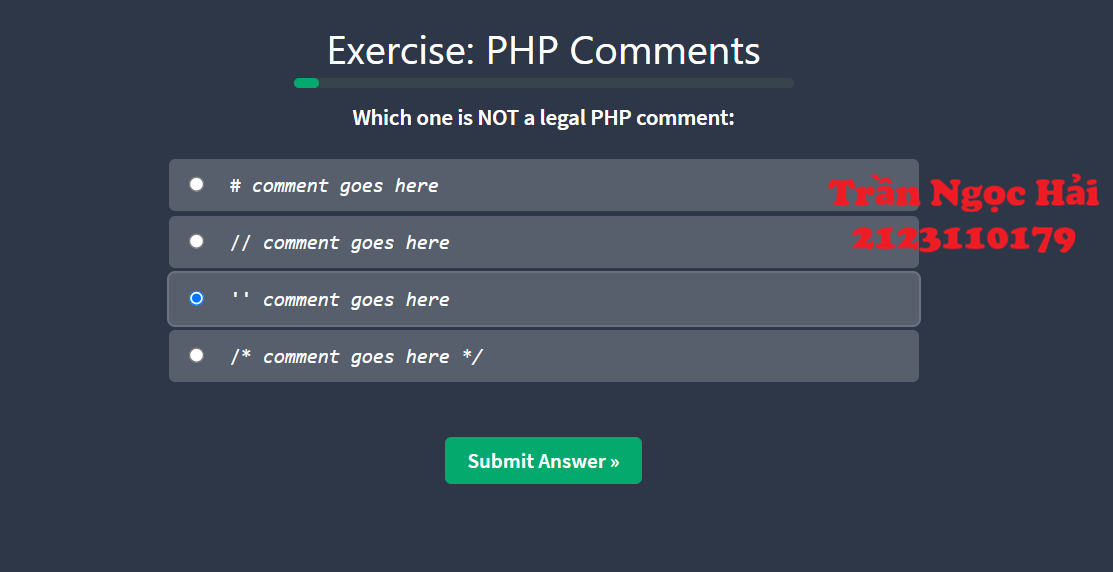 Exercise: PHP Comments
Which one is NOT a legal PHP comment:
# comment goes here
// comment goes here
'' comment goes here
/* comment goes here */
Trần Ngọc Hải
2123110179
Submit Answer »